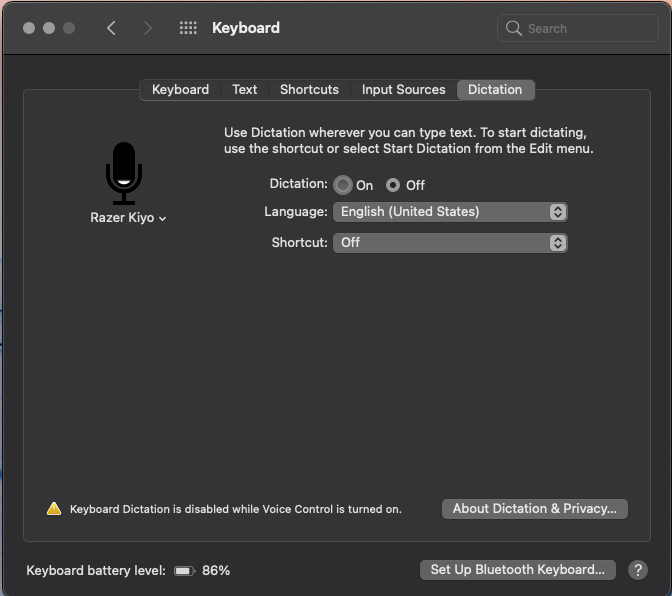 Keyboard
Search
Keyboard Text Shortcuts Input Sources Dictation
Use Dictation wherever you can type text. To start dictating,
use the shortcut or select Start Dictation from the Edit menu.
Razer Kiyo
Dictation: On Off
Language: English (United States)
Shortcut: Off
Keyboard Dictation is disabled while Voice Control is turned on.
About Dictation & Privacy...
Keyboard battery level: 86%
Set Up Bluetooth Keyboard...
?